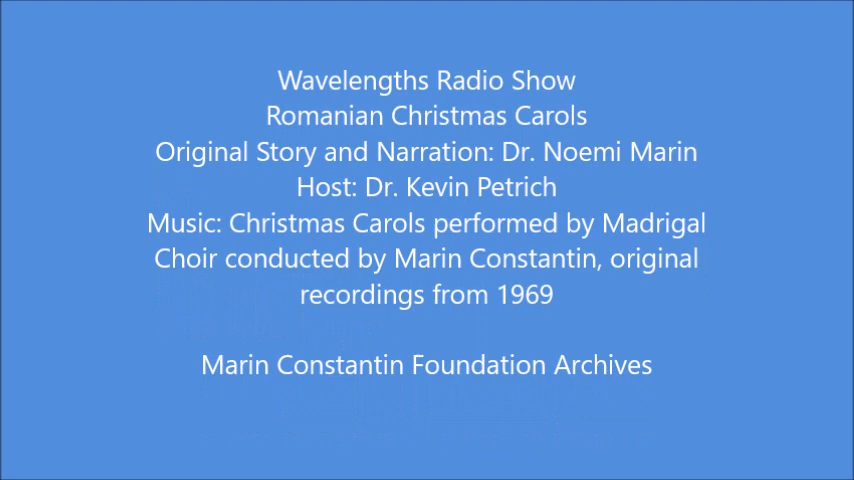 Wavelengths Radio Show
Romanian Christmas Carols
Original Story and Narration: Dr. Noemi Marin
Host: Dr. Kevin Petrich
Music: Christmas Carols performed by Madrigal
Choir conducted by Marin Constantin, original
recordings from 1969
Marin Constantin Foundation Archives